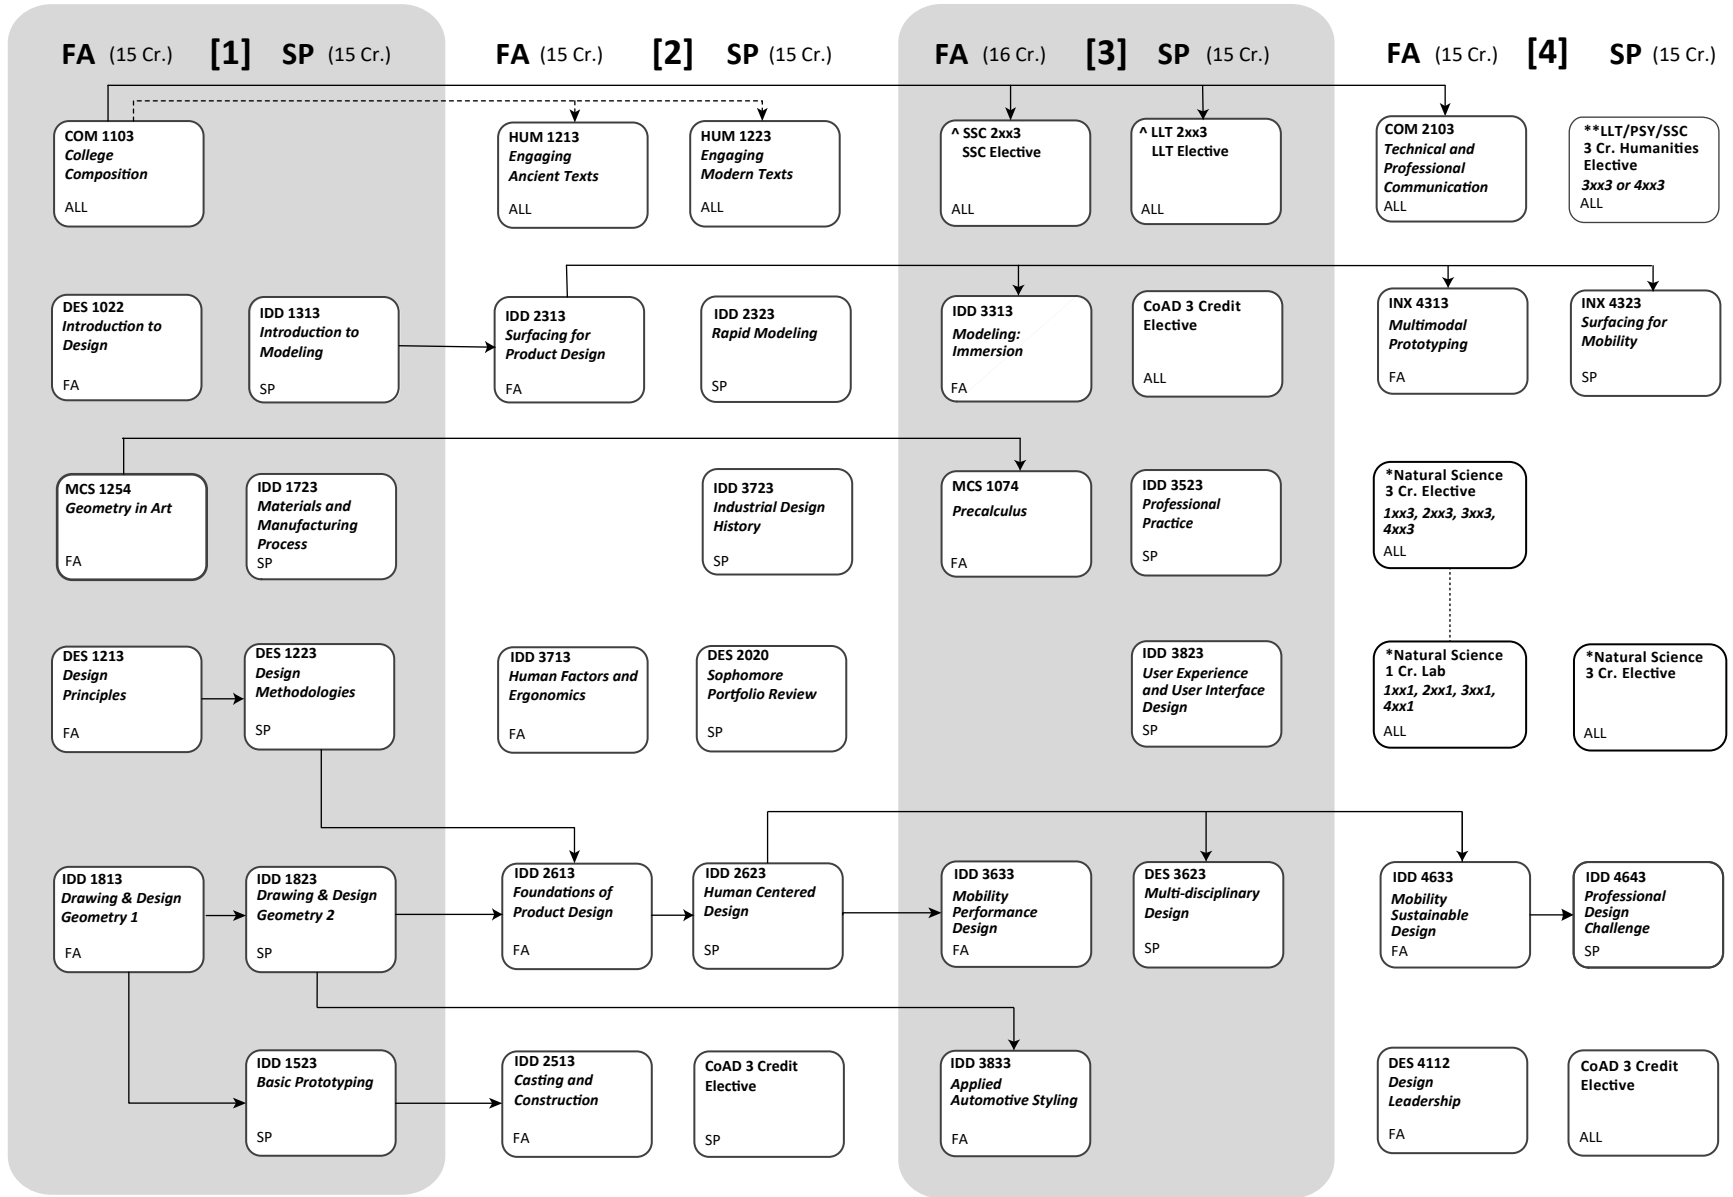 FA (15 Cr.) [1] SP (15 Cr.) FA (15 Cr.) [2] SP (15 Cr.) FA (16 Cr.) [3] SP (15 Cr.) FA (15 Cr.) [4] SP (15 Cr.)
COM 1103
College
Composition
ALL
HUM 1213
Engaging
Ancient Texts
ALL
HUM 1223
Engaging
Modern Texts
ALL
^ SSC 2xx3
SSC Elective
ALL
^ LLT 2xx3
LLT Elective
ALL
COM 2103
Technical and
Professional
Communication
ALL
**LLT/PSY/SSC
3 Cr. Humanities
Elective
3xx3 or 4xx3
ALL
DES 1022
Introduction to
Design
FA
IDD 1313
Introduction to
Modeling
SP
IDD 2313
Surfacing for
Product Design
FA
IDD 2323
Rapid Modeling
SP
IDD 3313
Modeling:
Immersion
FA
CoAD 3 Credit
Elective
ALL
INX 4313
Multimodal
Prototyping
FA
INX 4323
Surfacing for
Mobility
SP
MCS 1254
Geometry in Art
FA
IDD 1723
Materials and
Manufacturing
Process
SP
IDD 3723
Industrial Design
History
SP
MCS 1074
Precalculus
FA
IDD 3523
Professional
Practice
SP
*Natural Science
3 Cr. Elective
1xx3, 2xx3, 3xx3,
4xx3
ALL
DES 1213
Design
Principles
FA
DES 1223
Design
Methodologies
SP
IDD 3713
Human Factors and
Ergonomics
FA
DES 2020
Sophomore
Portfolio Review
SP
IDD 3823
User Experience
and User Interface
Design
SP
*Natural Science
1 Cr. Lab
1xx1, 2xx1, 3xx1,
4xx1
ALL
*Natural Science
3 Cr. Elective
ALL
IDD 1813
Drawing & Design
Geometry 1
FA
IDD 1823
Drawing & Design
Geometry 2
SP
IDD 2613
Foundations of
Product Design
FA
IDD 2623
Human Centered
Design
SP
IDD 3633
Mobility
Performance
Design
FA
DES 3623
Multi-disciplinary
Design
SP
IDD 4633
Mobility
Sustainable
Design
FA
IDD 4643
Professional
Design
Challenge
SP
IDD 1523
Basic Prototyping
SP
IDD 2513
Casting and
Construction
FA
CoAD 3 Credit
Elective
SP
IDD 3833
Applied
Automotive Styling
FA
DES 4112
Design
Leadership
FA
CoAD 3 Credit
Elective
ALL